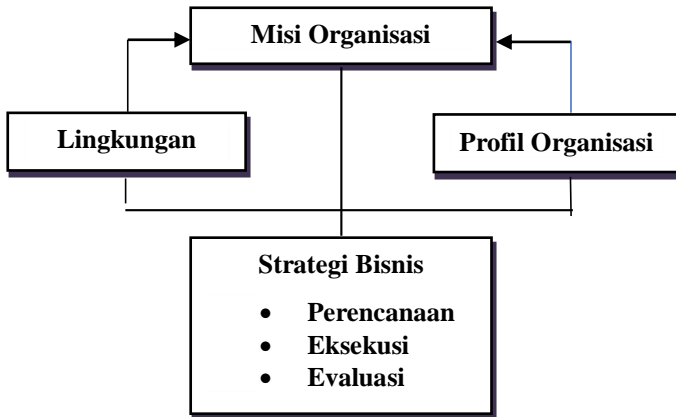 Misi Organisasi
Lingkungan
Profil Organisasi
Strategi Bisnis
• Perencanaan
• Eksekusi
• Evaluasi